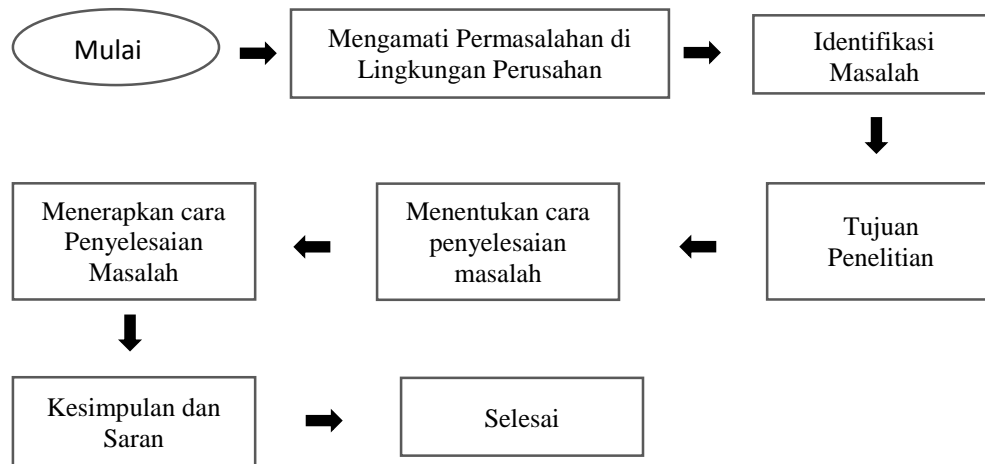 Mulai
Mengamati Permasalahan di
Lingkungan Perusahan
Identifikasi
Masalah
Tujuan
Penelitian
Menentukan cara
penyelesaian
masalah
Menerapkan cara
Penyelesaian
Masalah
Kesimpulan dan
Saran
Selesai